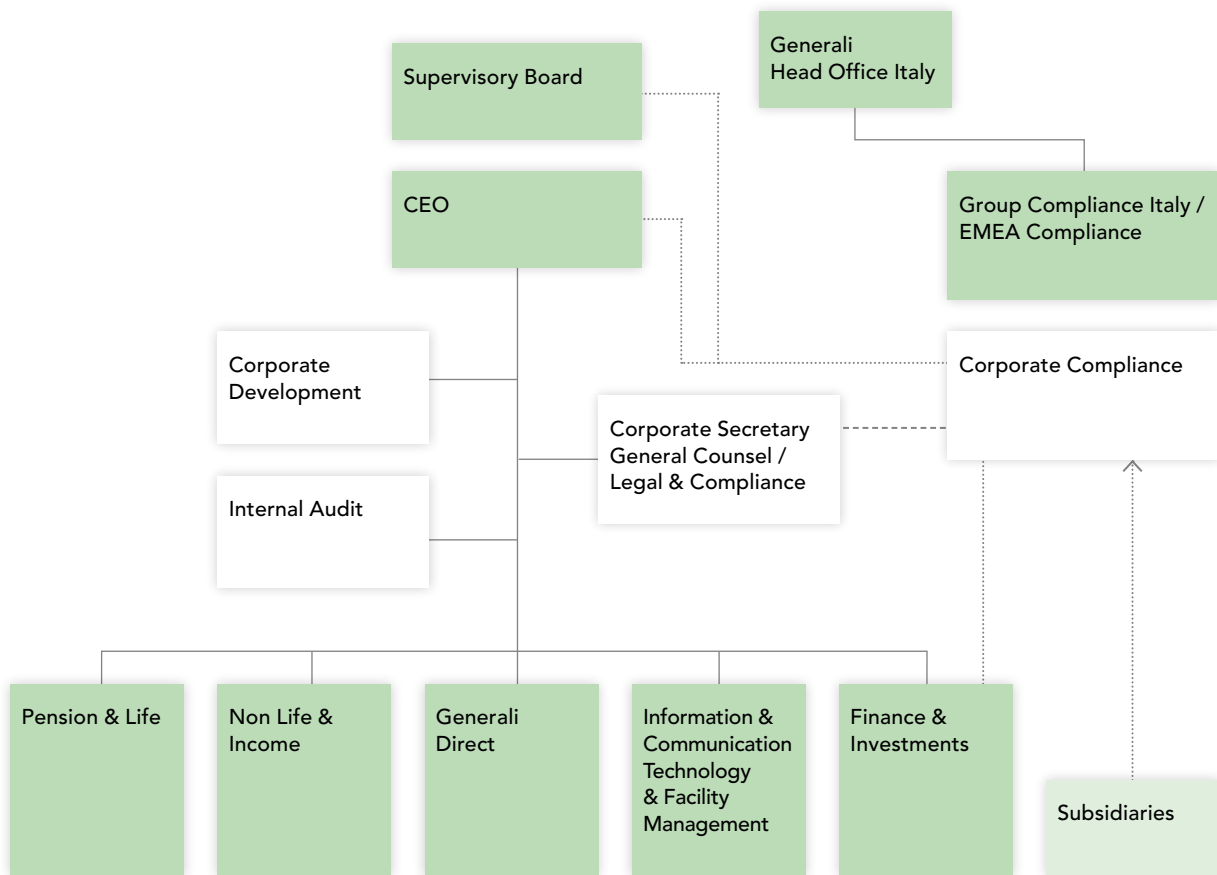 Generali
Head Office Italy
Supervisory Board
CEO
Group Compliance Italy /
EMEA Compliance
Corporate
Development
Corporate Compliance
Corporate Secretary
General Counsel /
Legal & Compliance
Internal Audit
Pension & Life
Non Life &
Income
Generali
Direct
Information &
Communication
Technology
& Facility
Management
Finance &
Investments
Subsidiaries